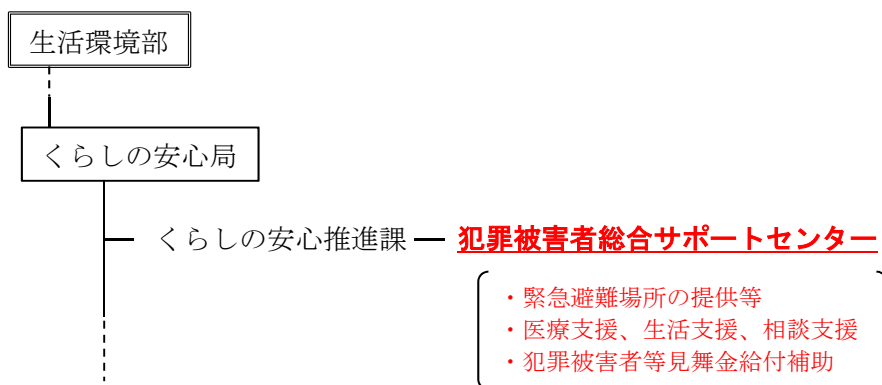 生活環境部
くらしの安心局
くらしの安心推進課 犯罪被害者総合サポートセンター
・緊急避難場所の提供等
・医療支援、生活支援、相談支援
・犯罪被害者等見舞金給付補助